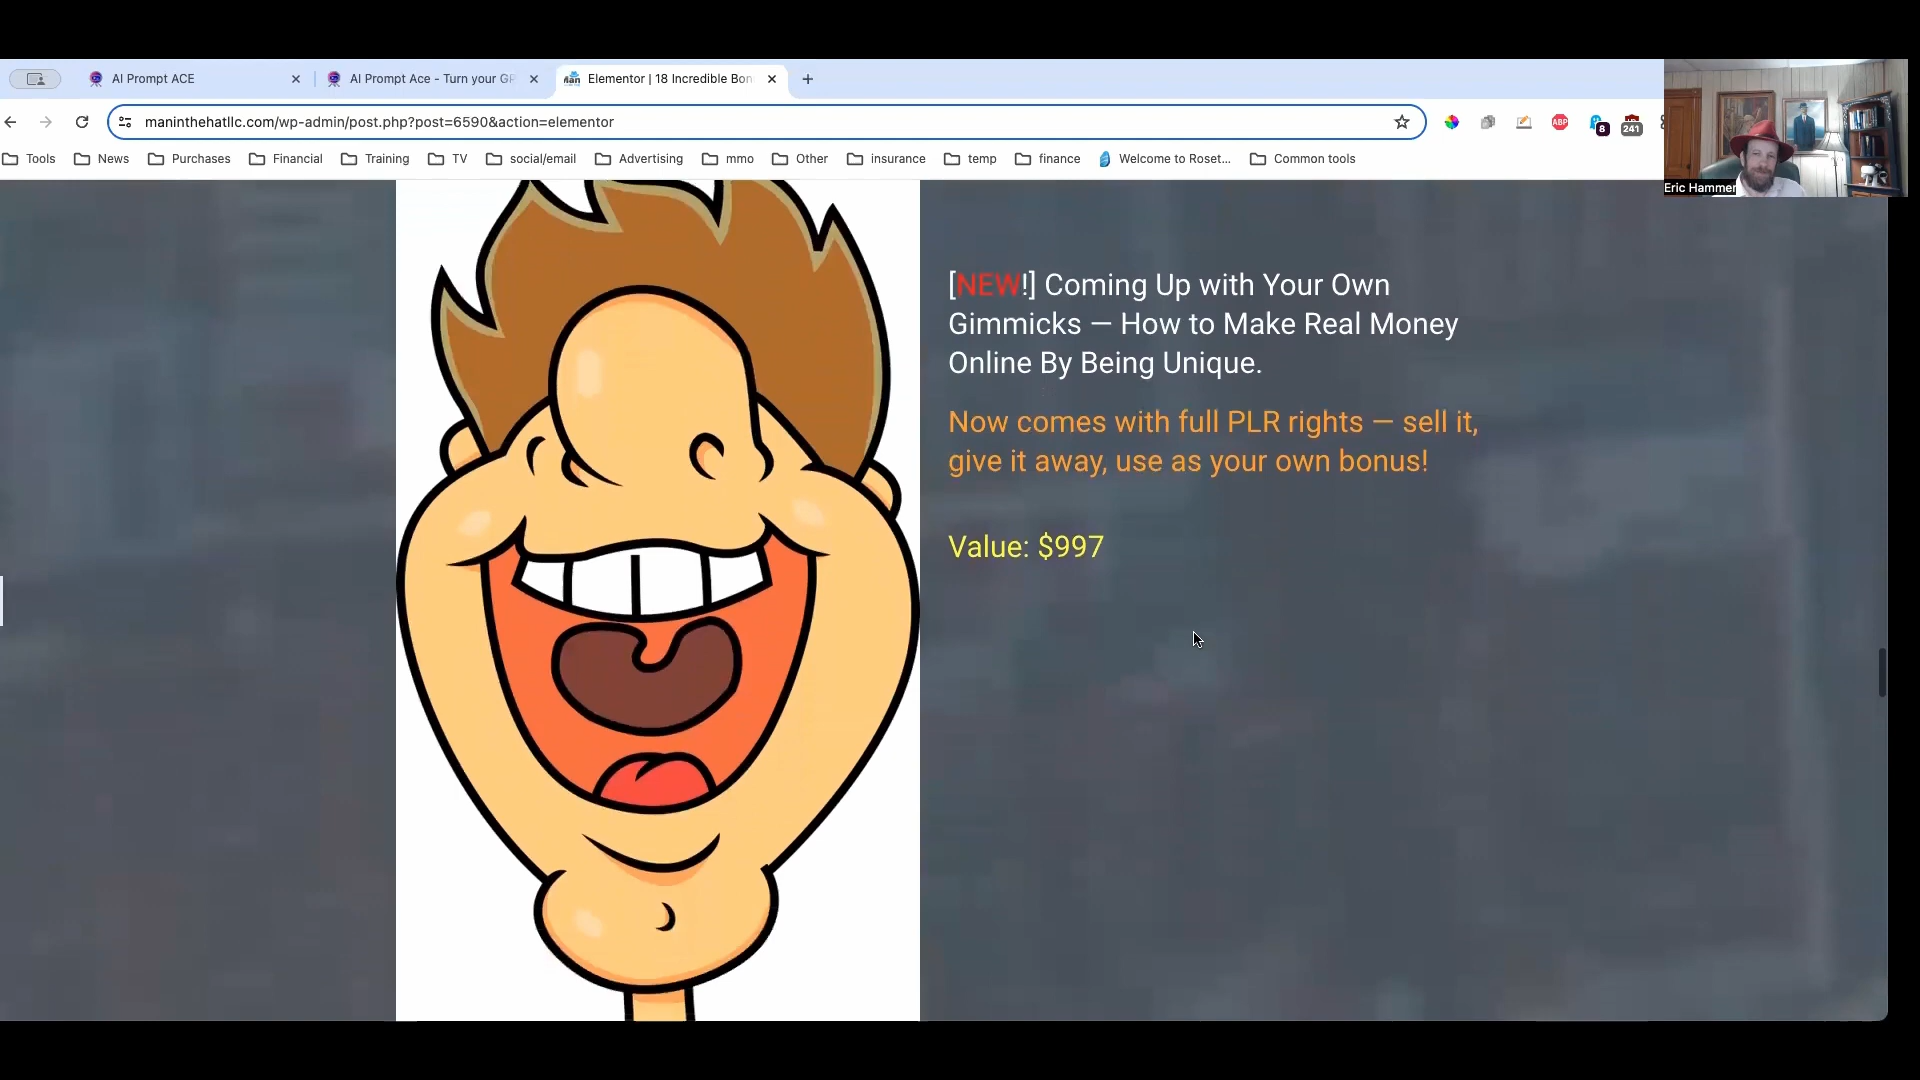 AI Prompt ACE
AI Prompt Ace - Turn your GP
Elementor | 18 Incredible Bon
maninthehatllc.com/wp-admin/post.php?post=6590&action=elementor
ABP
8
241
Tools
News
Purchases
Financial
Training
TV
social/email
Advertising
mmo
Other
insurance
temp
finance
Welcome to Roset...
Common tools
Eric Hammer
[NEW!] Coming Up with Your Own
Gimmicks — How to Make Real Money
Online By Being Unique.
Now comes with full PLR rights — sell it,
give it away, use as your own bonus!
Value: $997